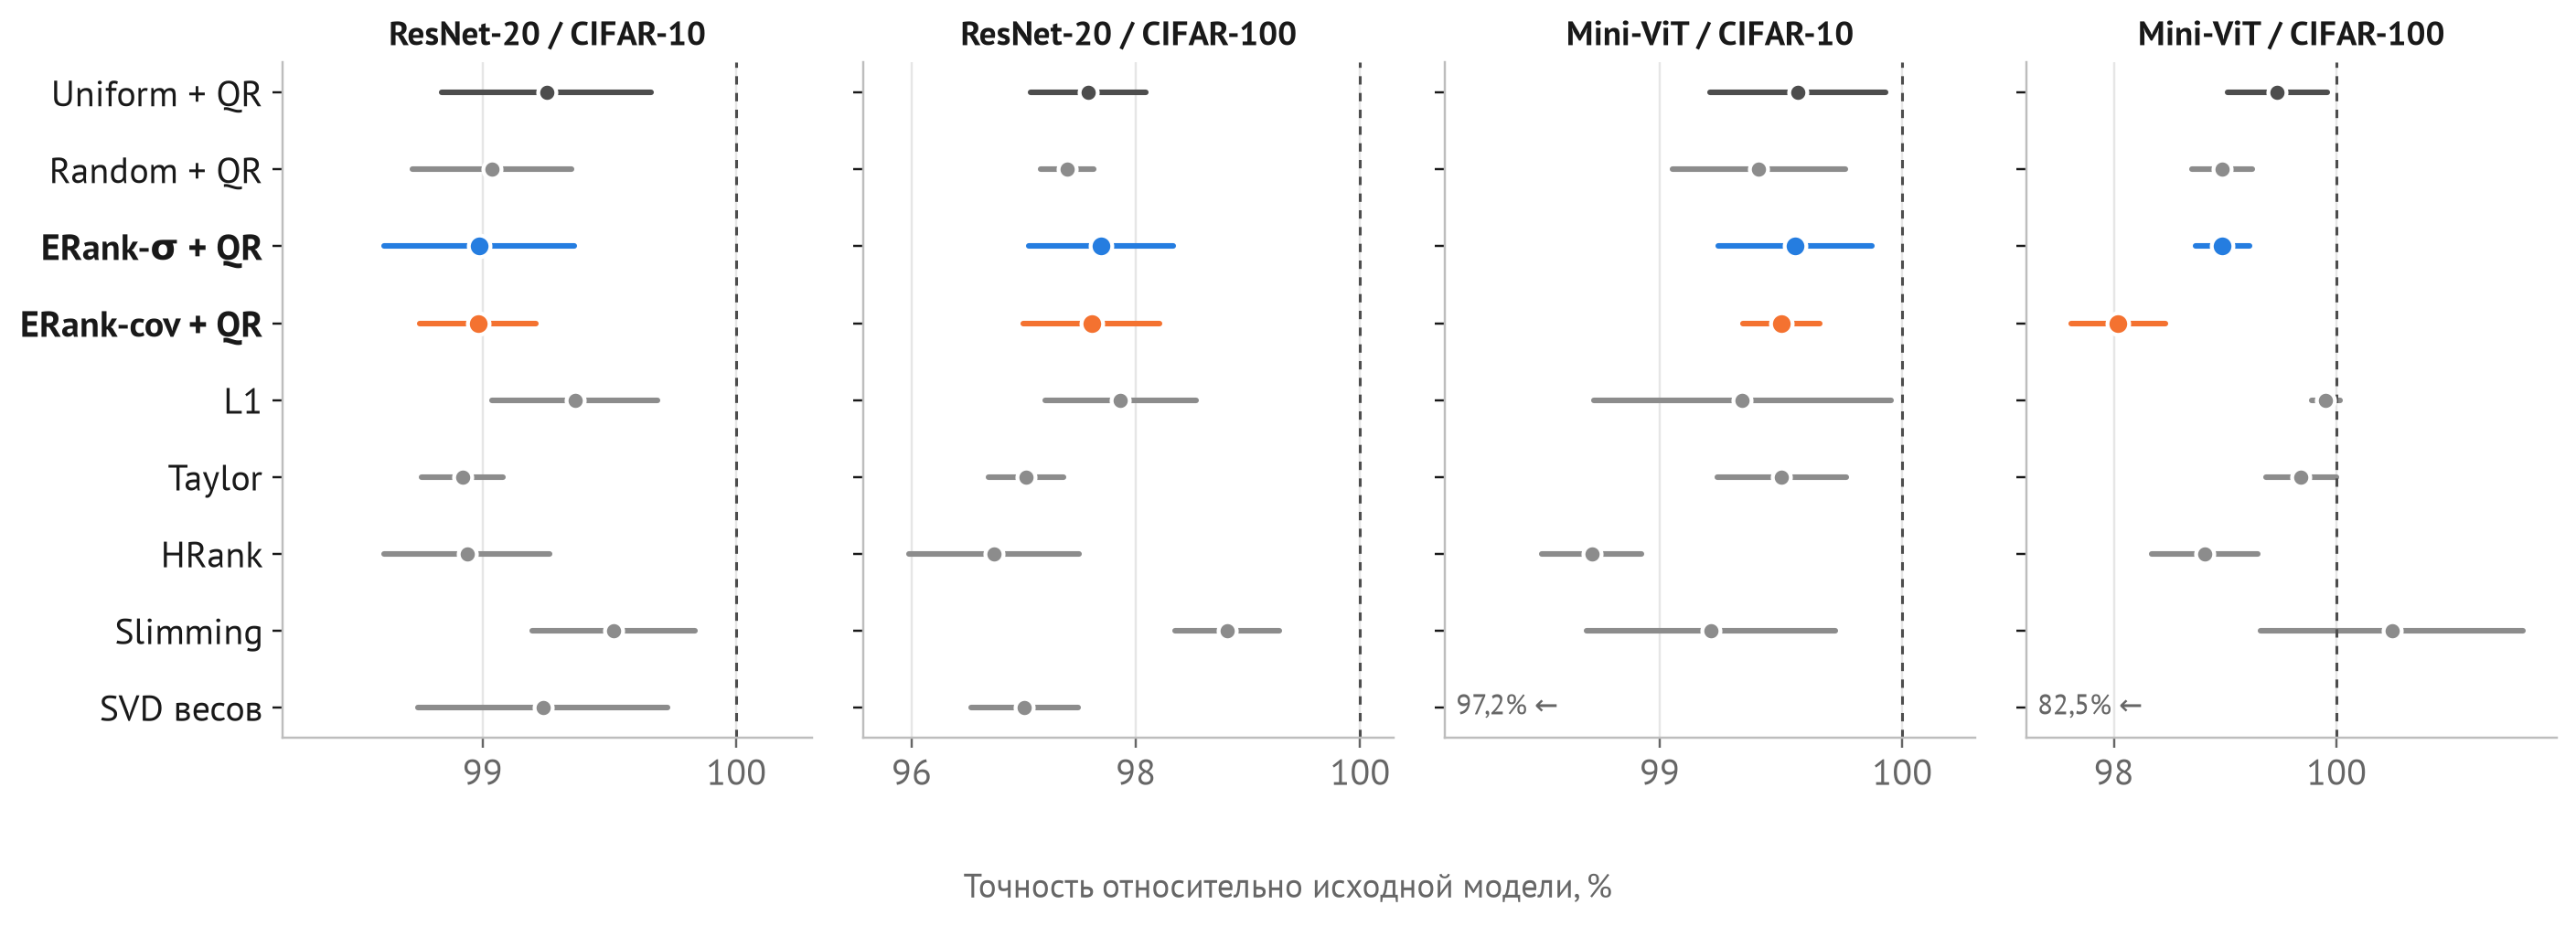 ResNet-20 / CIFAR-10
ResNet-20 / CIFAR-100
Mini-ViT / CIFAR-10
Mini-ViT / CIFAR-100
Uniform + QR
Random + QR
ERank-σ + QR
ERank-cov + QR
L1
Taylor
HRank
Slimming
SVD весов
97,2% ←
82,5% ←
99 100
96 98 100
99 100
98 100
Точность относительно исходной модели, %